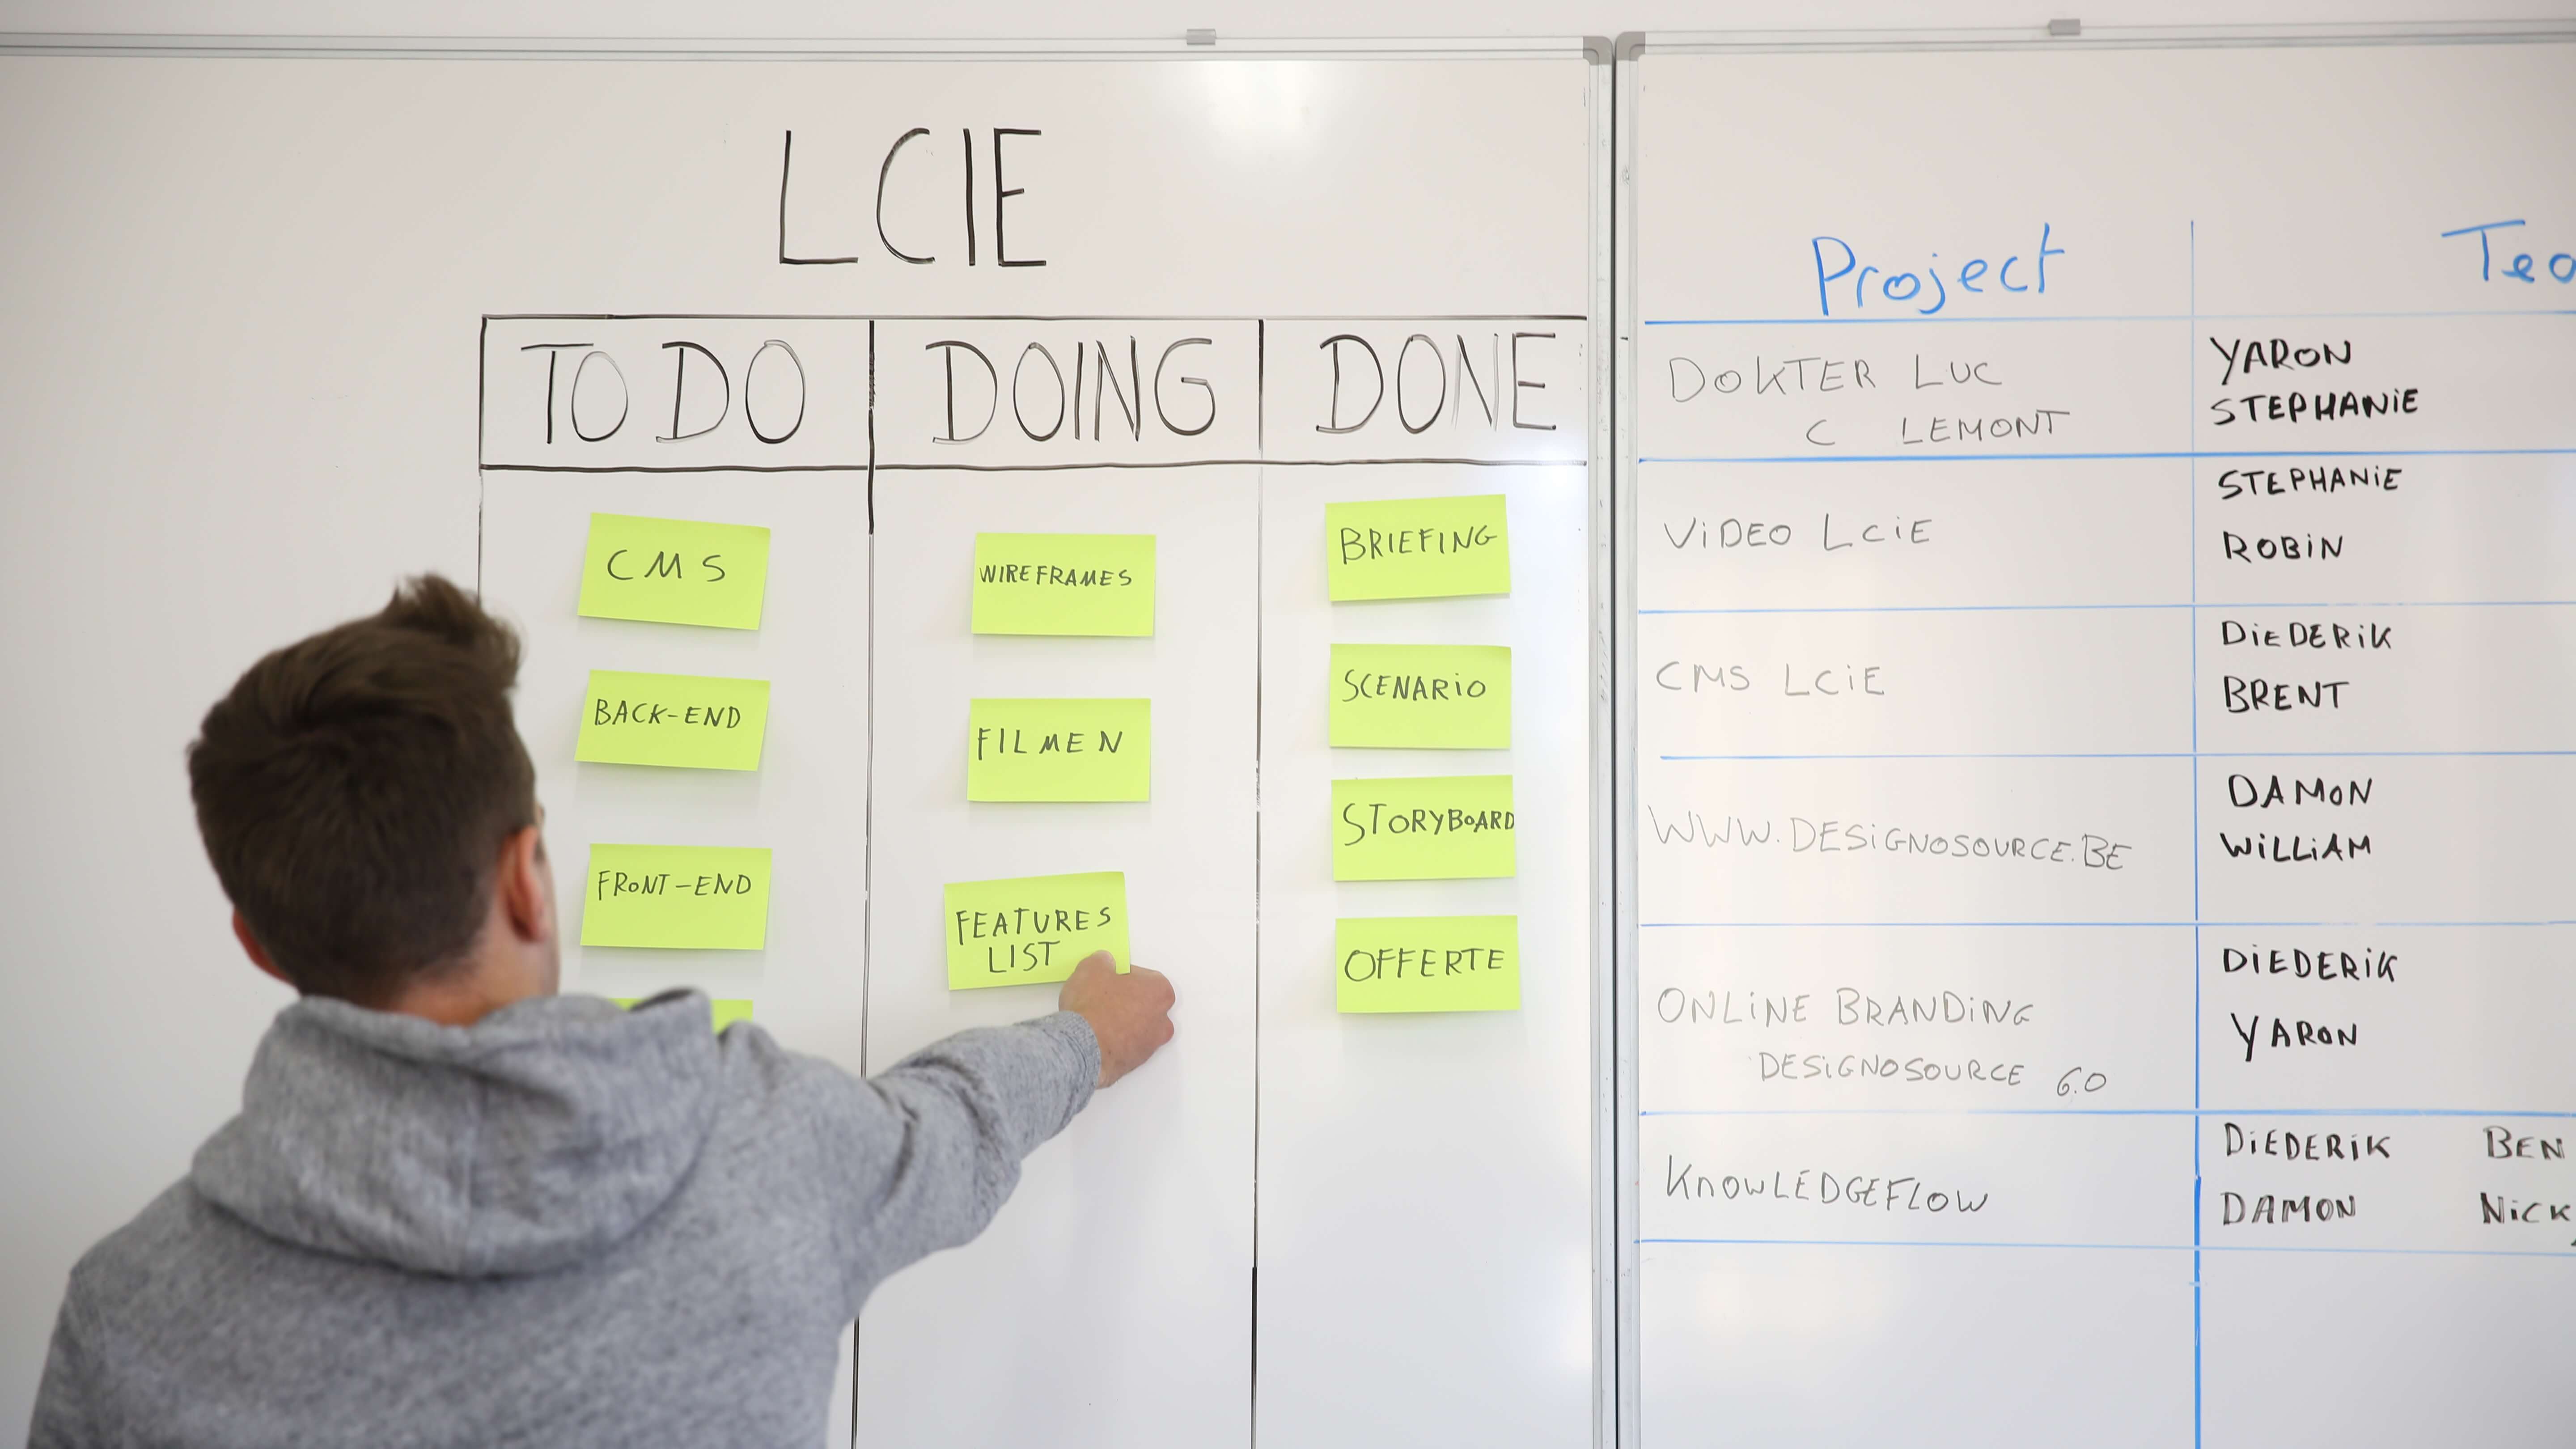 LCIE
TO DO
DOING
DONE
CMS
BACK-END
FRONT-END
WIREFRAMES
FILMEN
FEATURES
LIST
BRIEFING
SCENARiO
STORYBOARD
OFFERTE
Project
DOKTER LUC
C LEMONT
YARON
STEPHANiE
ViDEO LCiE
STEPHANiE
ROBiN
CMS LCiE
DiEDERiK
BRENT
WWW.DESiGNOSOURCE.BE
DAMON
WiLLiAM
ONLiNE BRANDiNG
DESiGNOSOURCE 6.0
DiEDERiK
YARON
KNOWLEDGEFLOW
DiEDERiK BEN
DAMON NiCK